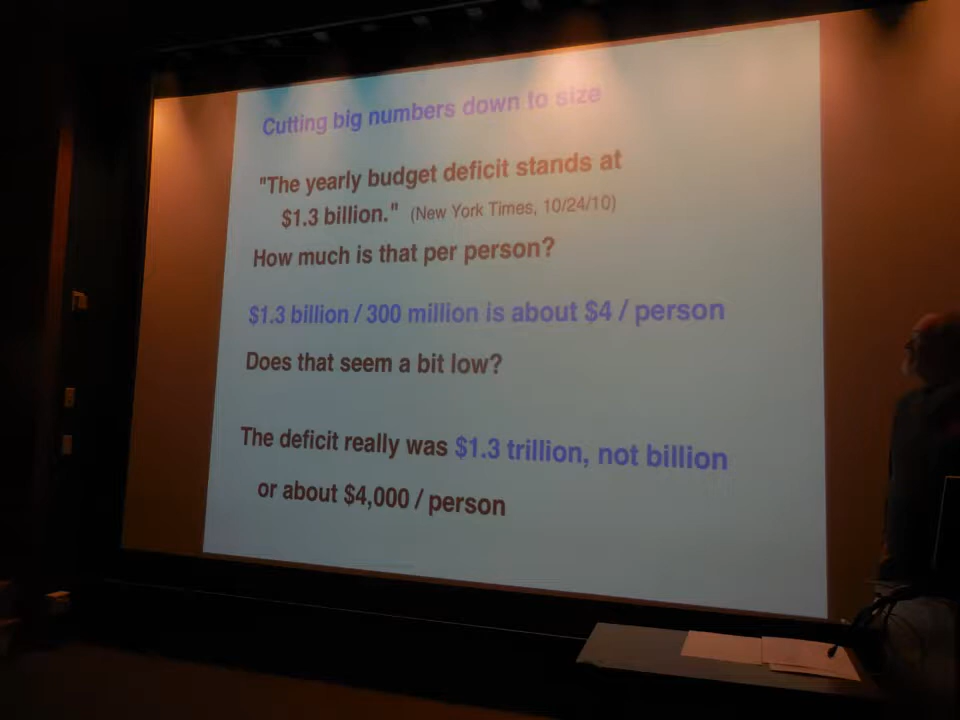 Cutting big numbers down to size
"The yearly budget deficit stands at
$1.3 billion." (New York Times, 10/24/10)
How much is that per person?
$1.3 billion / 300 million is about $4 / person
Does that seem a bit low?
The deficit really was $1.3 trillion, not billion
or about $4,000 / person